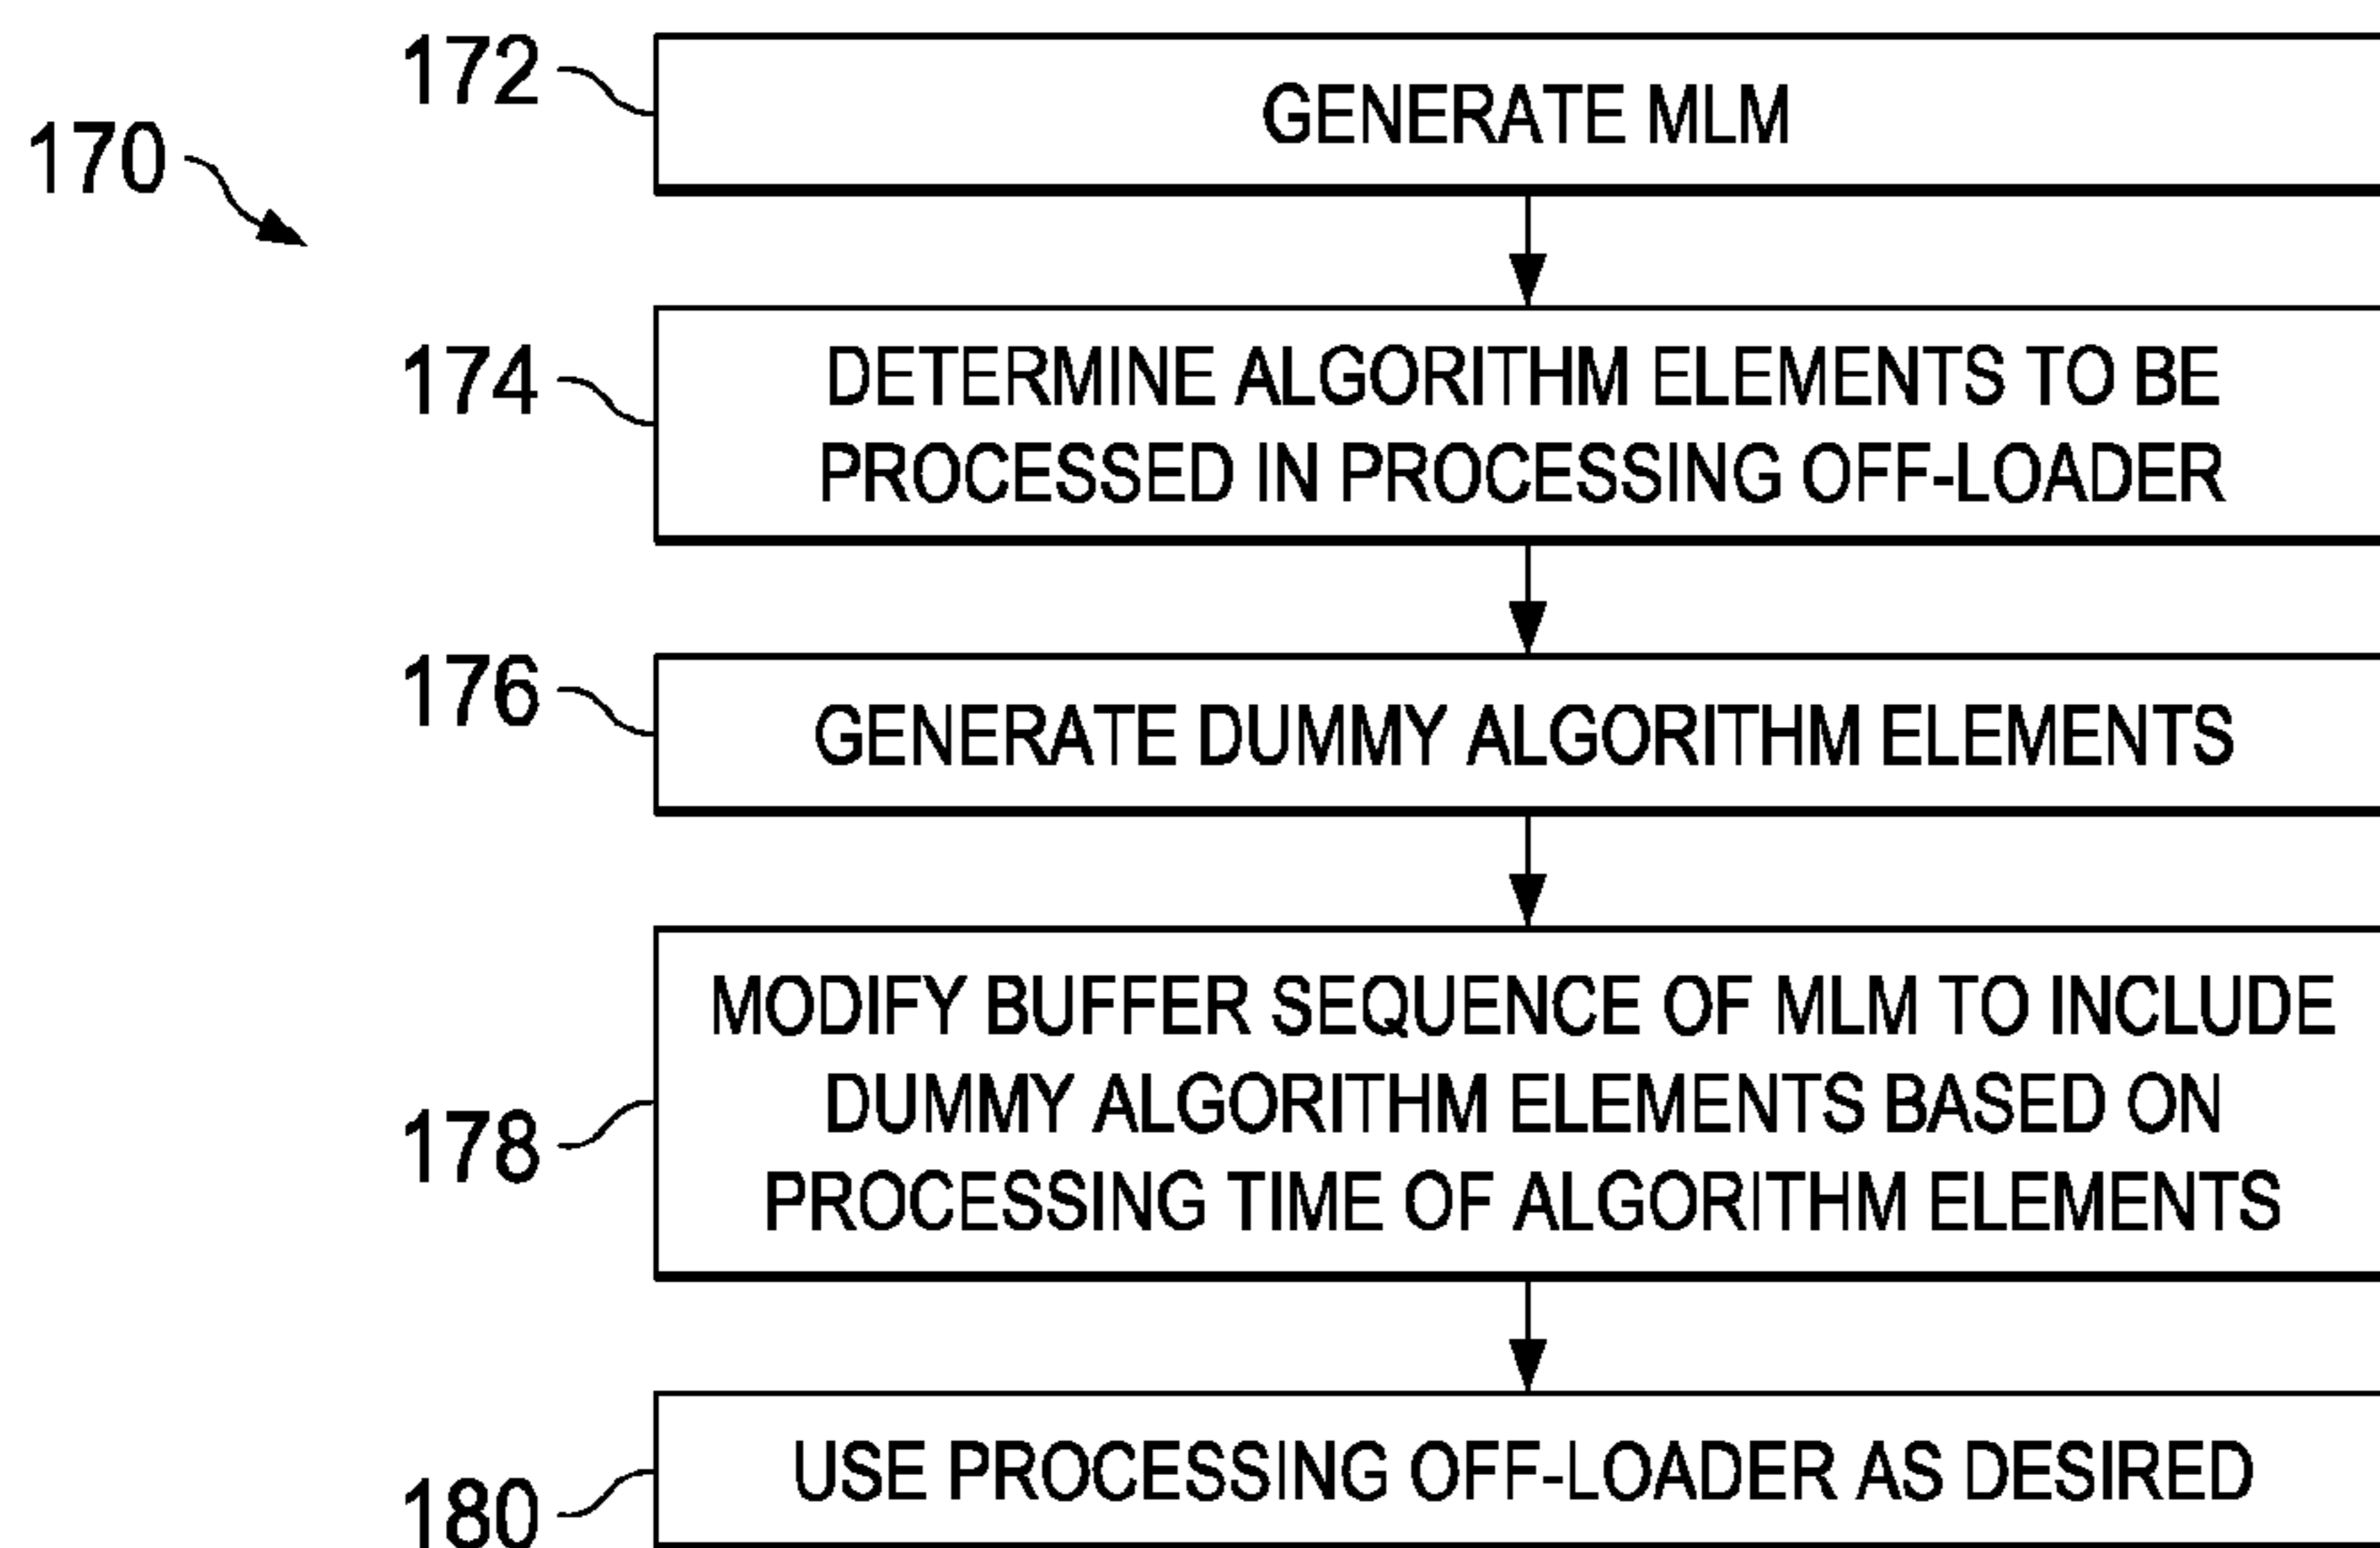 172
GENERATE MLM
170
174
DETERMINE ALGORITHM ELEMENTS TO BE
PROCESSED IN PROCESSING OFF-LOADER
176
GENERATE DUMMY ALGORITHM ELEMENTS
178
MODIFY BUFFER SEQUENCE OF MLM TO INCLUDE
DUMMY ALGORITHM ELEMENTS BASED ON
PROCESSING TIME OF ALGORITHM ELEMENTS
180
USE PROCESSING OFF-LOADER AS DESIRED